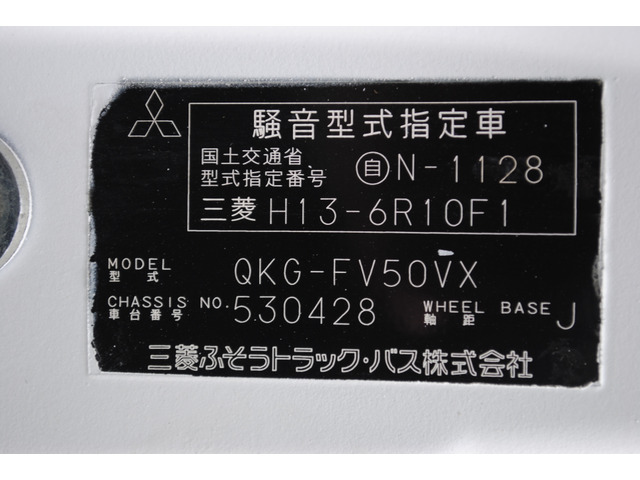 騒音型式指定車
国土交通省
型式指定番号 自 N-1128
三菱 H13-6R10F1
MODEL 型式 QKG-FV50VX
CHASSIS NO. 車台番号 530428 WHEEL BASE 軸距 J
三菱ふそうトラック・バス株式会社